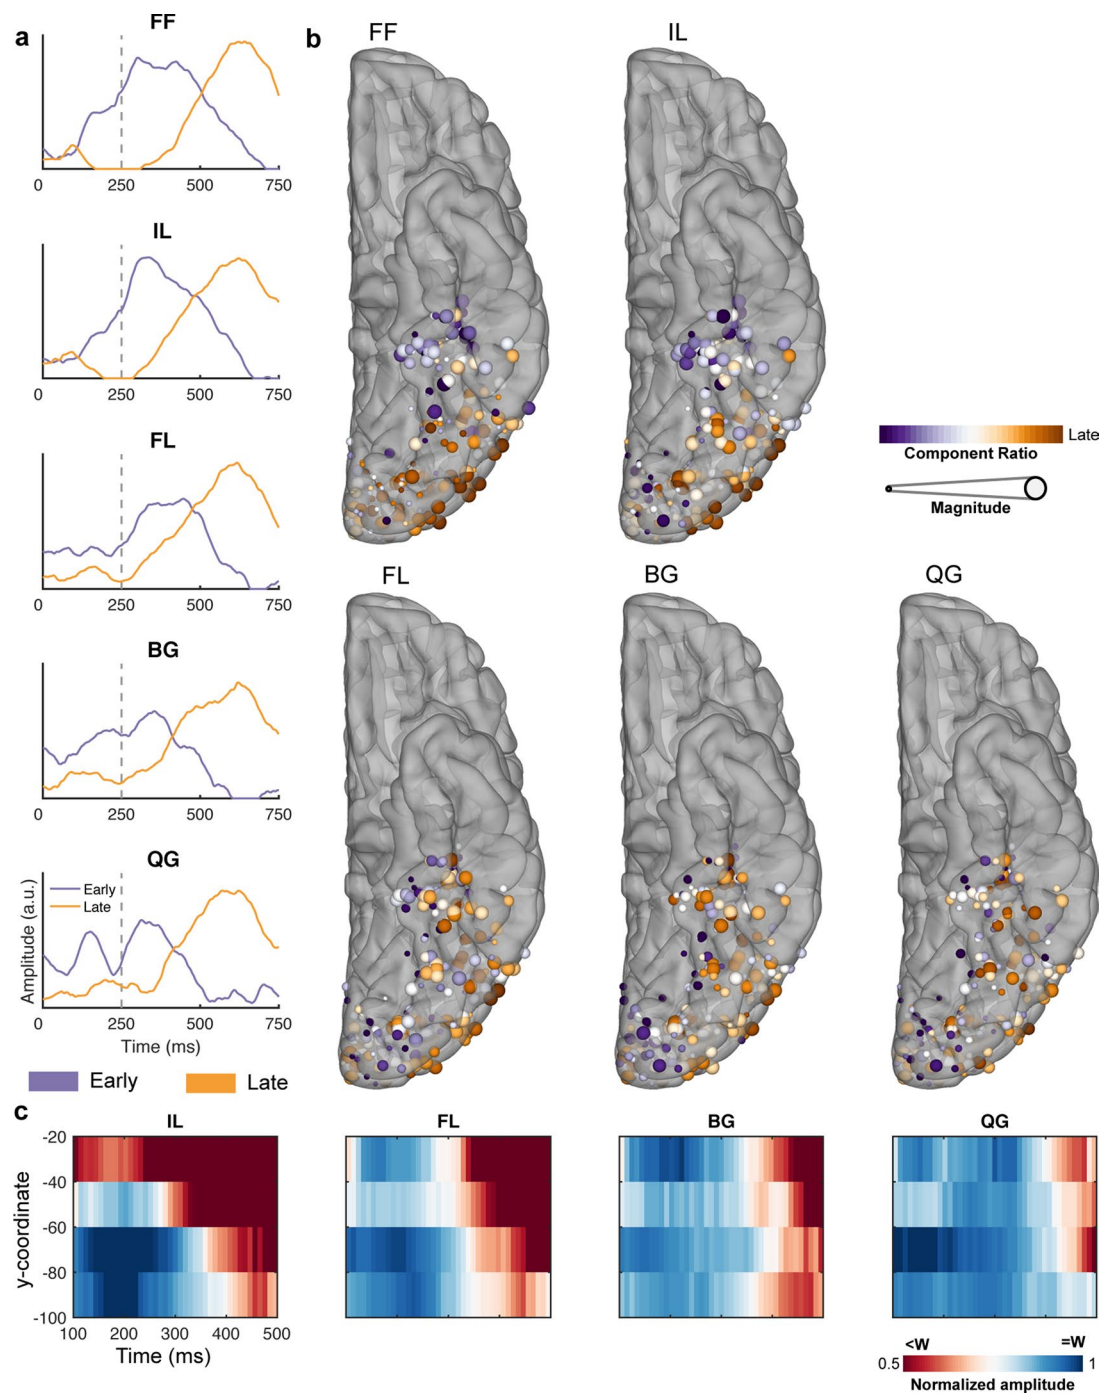 a
FF
0 250 500 750
IL
0 250 500 750
FL
0 250 500 750
BG
0 250 500 750
QG
Early
Late
Amplitude (a.u.)
0 250 500 750
Time (ms)
Early Late
b
FF IL
Late
Component Ratio
Magnitude
FL BG QG
c
IL FL BG QG
y-coordinate
-20
-40
-60
-80
-100
100 200 300 400 500
Time (ms)
<W =W
0.5 1
Normalized amplitude